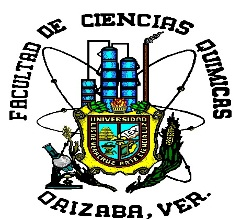 FACULTAD DE CIENCIAS QUIMICAS
UNIVERSIDAD
ORIZABA, VER.